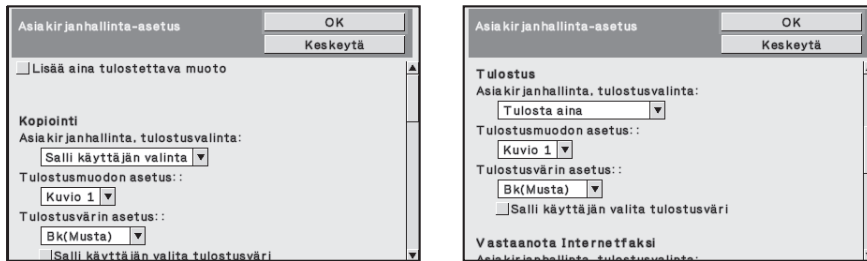 Asiakirjanhallinta-asetus
OK
Keskeytä
Lisää aina tulostettava muoto
Kopiointi
Asiakirjanhallinta, tulostusvalinta:
Salli käyttäjän valinta
Tulostusmuodon asetus::
Kuvio 1
Tulostusvärin asetus::
Bk(Musta)
Salli käyttäjän valita tulostusväri
Asiakirjanhallinta-asetus
OK
Keskeytä
Tulostus
Asiakirjanhallinta, tulostusvalinta:
Tulosta aina
Tulostusmuodon asetus::
Kuvio 1
Tulostusvärin asetus::
Bk(Musta)
Salli käyttäjän valita tulostusväri
Vastaanota Internetfaksi
Asiakirjanhallinta, tulostusvalinta: